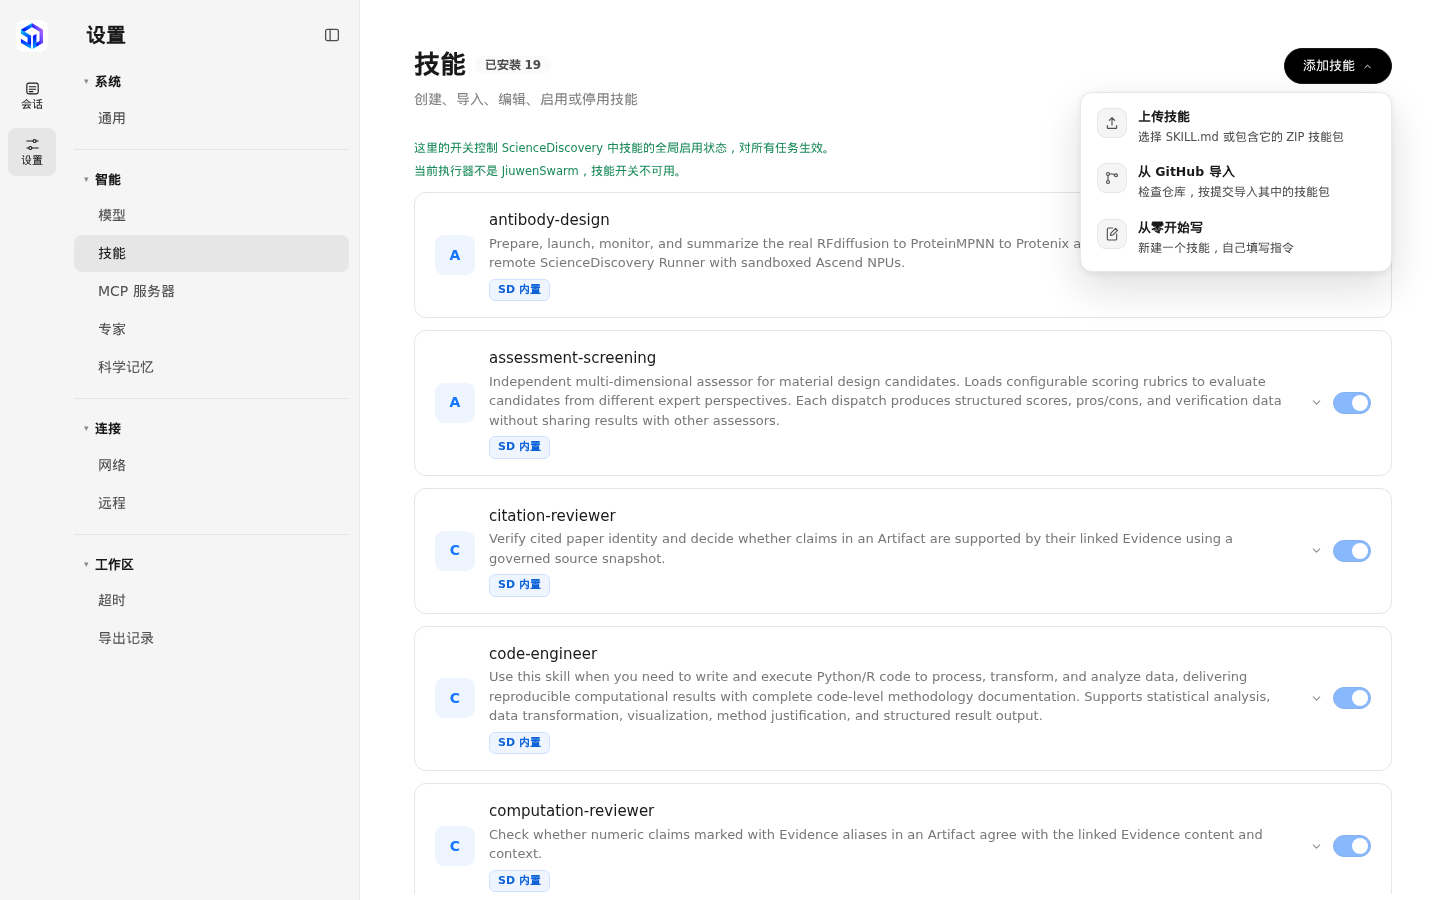 设置
会话
设置
系统
通用
智能
模型
技能
MCP 服务器
专家
科学记忆
连接
网络
远程
工作区
超时
导出记录
技能
已安装 19
创建、导入、编辑、启用或停用技能
添加技能
上传技能
选择 SKILL.md 或包含它的 ZIP 技能包
从 GitHub 导入
检查仓库，按提交导入其中的技能包
从零开始写
新建一个技能，自己填写指令
这里的开关控制 ScienceDiscovery 中技能的全局启用状态，对所有任务生效。
当前执行器不是 JiuwenSwarm，技能开关不可用。
A
antibody-design
Prepare, launch, monitor, and summarize the real RFdiffusion to ProteinMPNN to Protenix a
remote ScienceDiscovery Runner with sandboxed Ascend NPUs.
SD 内置
A
assessment-screening
Independent multi-dimensional assessor for material design candidates. Loads configurable scoring rubrics to evaluate
candidates from different expert perspectives. Each dispatch produces structured scores, pros/cons, and verification data
without sharing results with other assessors.
SD 内置
C
citation-reviewer
Verify cited paper identity and decide whether claims in an Artifact are supported by their linked Evidence using a
governed source snapshot.
SD 内置
C
code-engineer
Use this skill when you need to write and execute Python/R code to process, transform, and analyze data, delivering
reproducible computational results with complete code-level methodology documentation. Supports statistical analysis,
data transformation, visualization, method justification, and structured result output.
SD 内置
C
computation-reviewer
Check whether numeric claims marked with Evidence aliases in an Artifact agree with the linked Evidence content and
context.
SD 内置